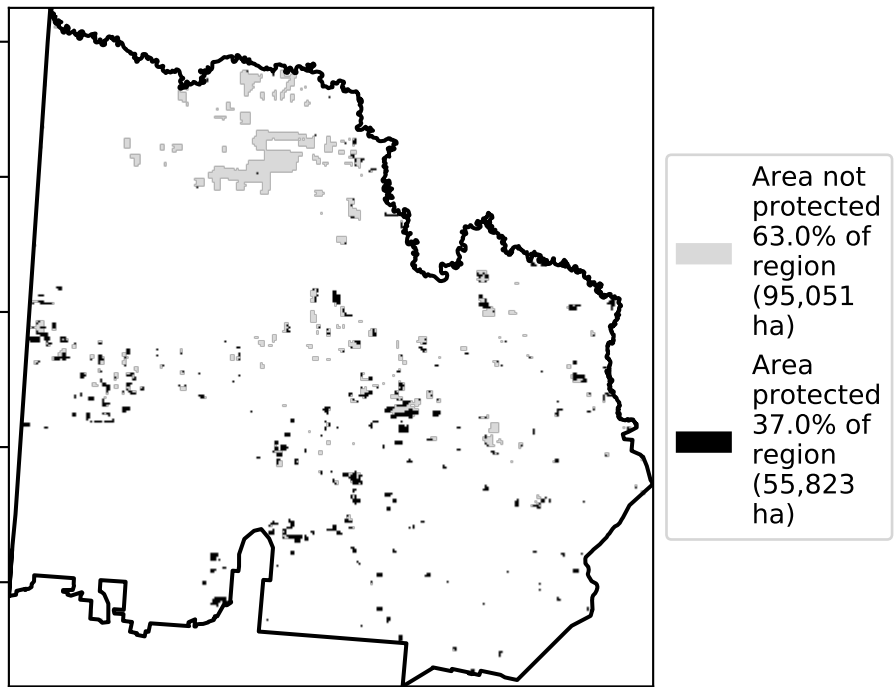 Area not
protected
63.0% of
region
(95,051
ha)
Area
protected
37.0% of
region
(55,823
ha)